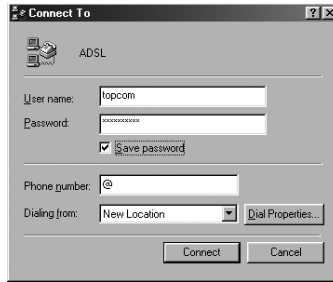 Connect To
ADSL
User name: topcom
Password: xxxxxxxxxx
Save password
Phone number: @
Dialing from: New Location Dial Properties...
Connect Cancel